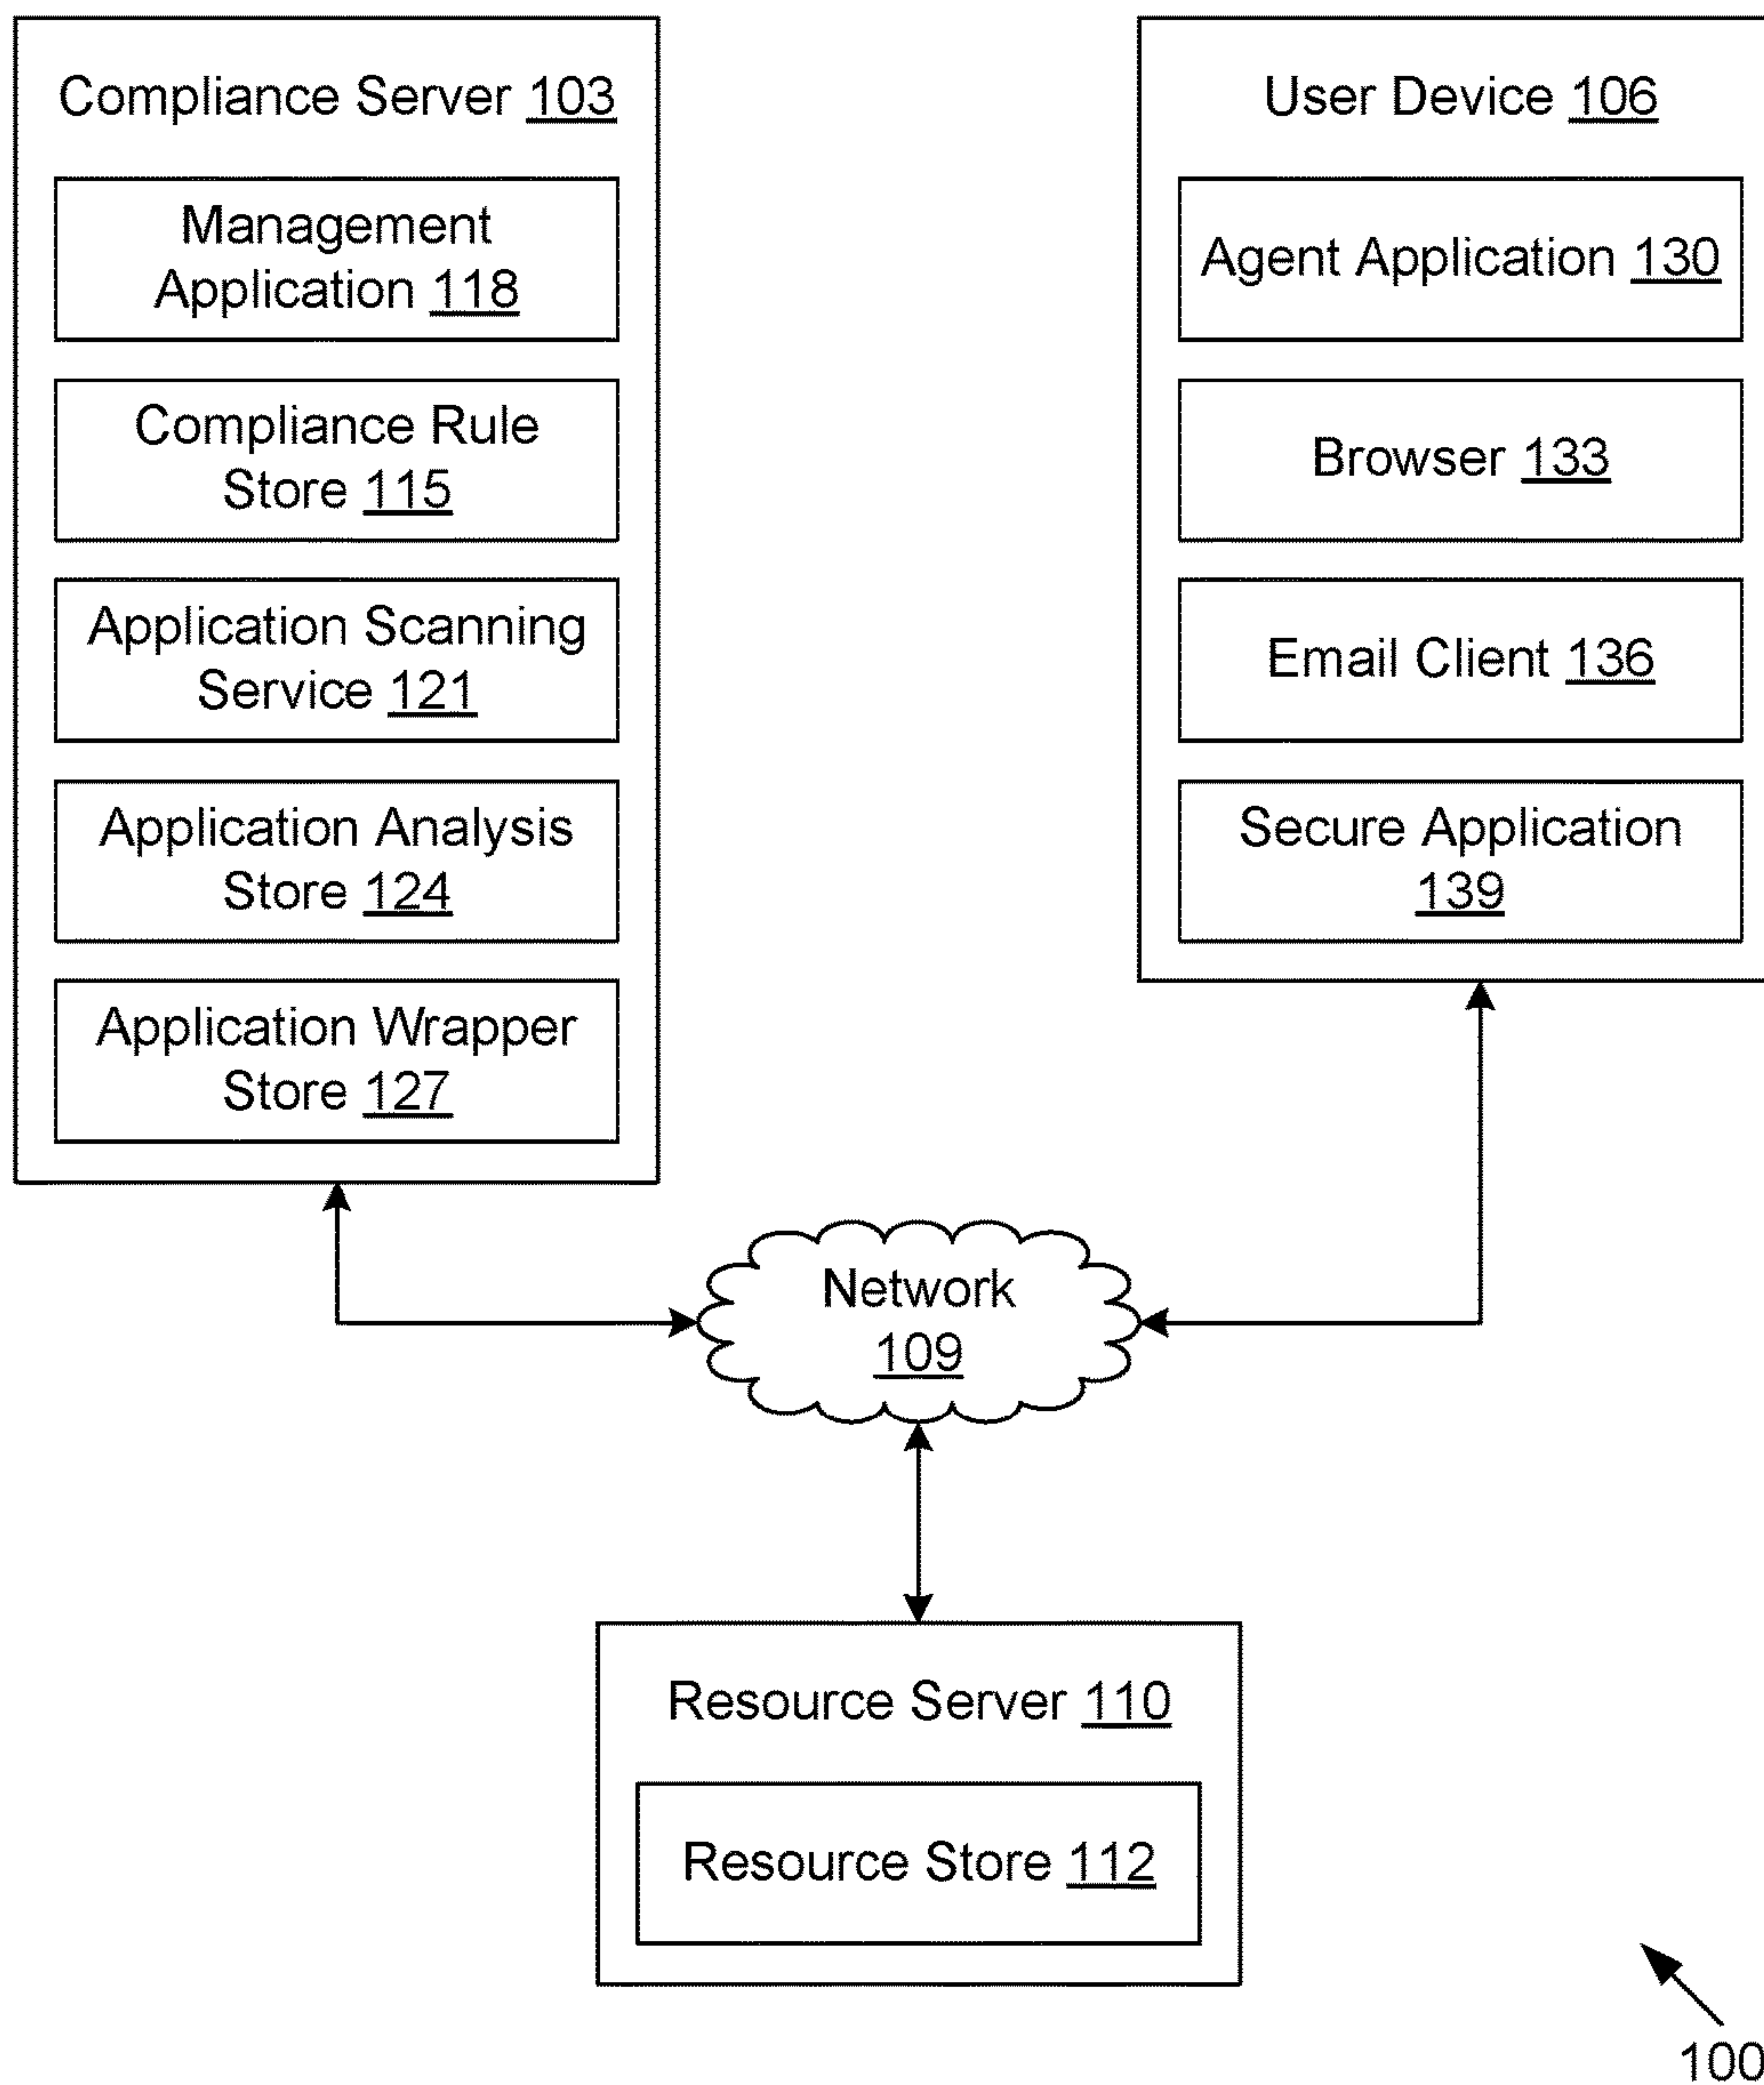 Compliance Server 103
Management
Application 118
Compliance Rule
Store 115
Application Scanning
Service 121
Application Analysis
Store 124
Application Wrapper
Store 127
User Device 106
Agent Application 130
Browser 133
Email Client 136
Secure Application
139
Network
109
Resource Server 110
Resource Store 112
100